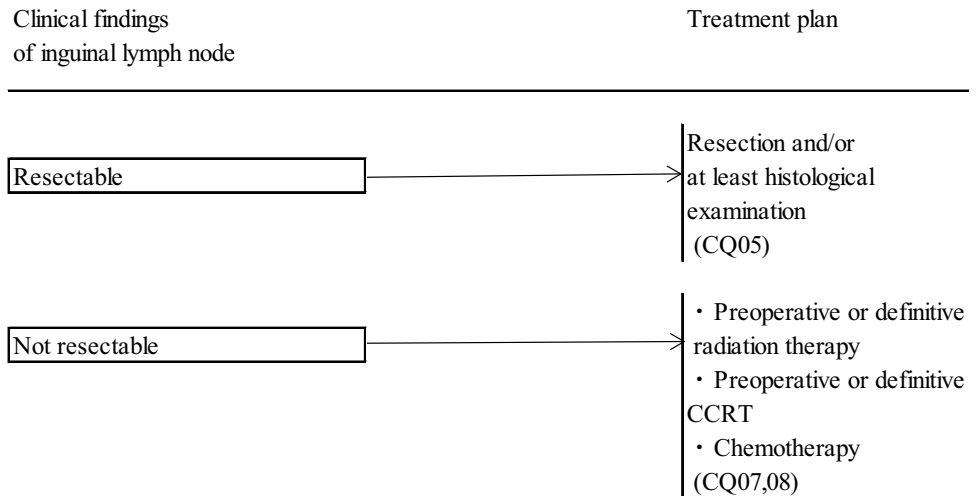 Clinical findings
of inguinal lymph node
Treatment plan
Resectable
Resection and/or
at least histological
examination
(CQ05)
Not resectable
・Preoperative or definitive
radiation therapy
・Preoperative or definitive
CCRT
・Chemotherapy
(CQ07,08)